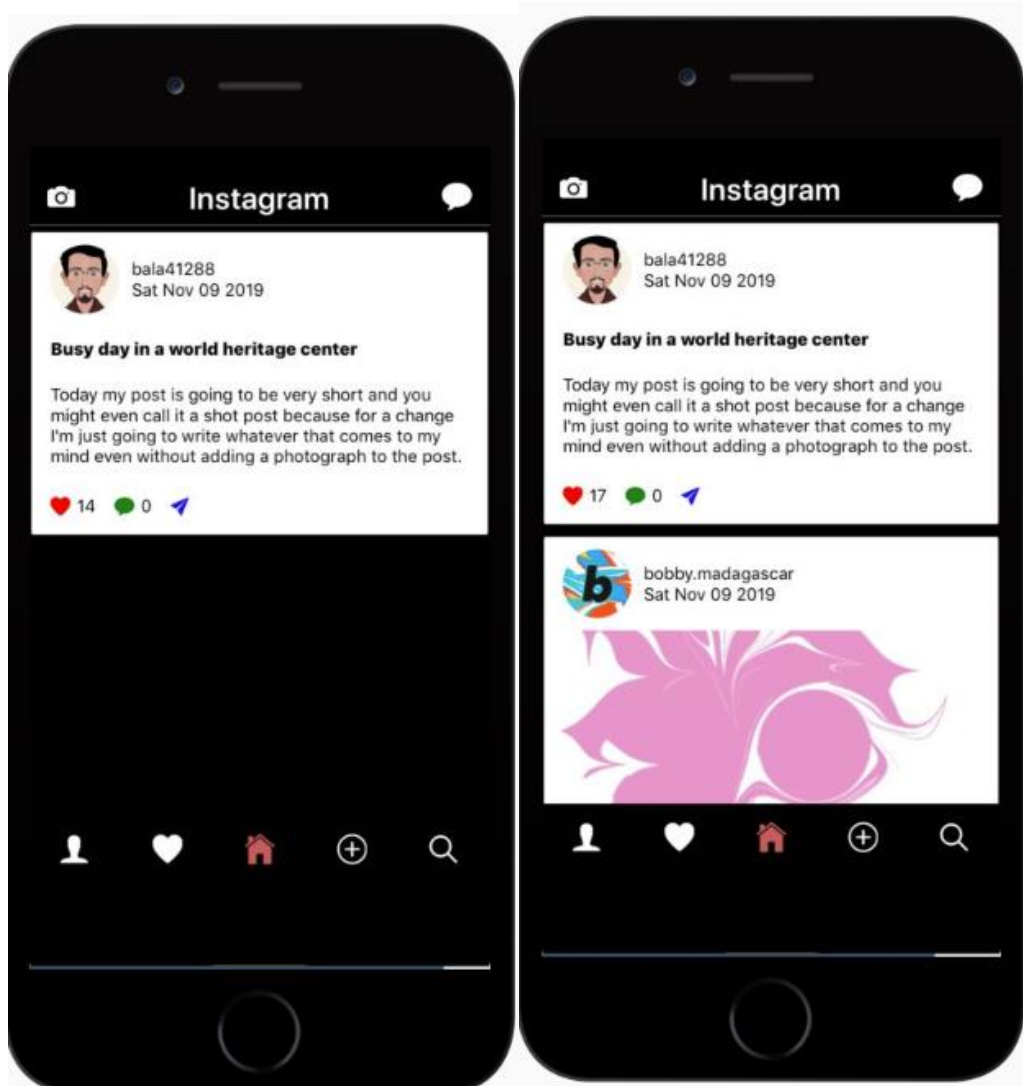 Instagram
bala41288
Sat Nov 09 2019
Busy day in a world heritage center
Today my post is going to be very short and you
might even call it a shot post because for a change
I'm just going to write whatever that comes to my
mind even without adding a photograph to the post.
14 0
Instagram
bala41288
Sat Nov 09 2019
Busy day in a world heritage center
Today my post is going to be very short and you
might even call it a shot post because for a change
I'm just going to write whatever that comes to my
mind even without adding a photograph to the post.
17 0
b
bobby.madagascar
Sat Nov 09 2019